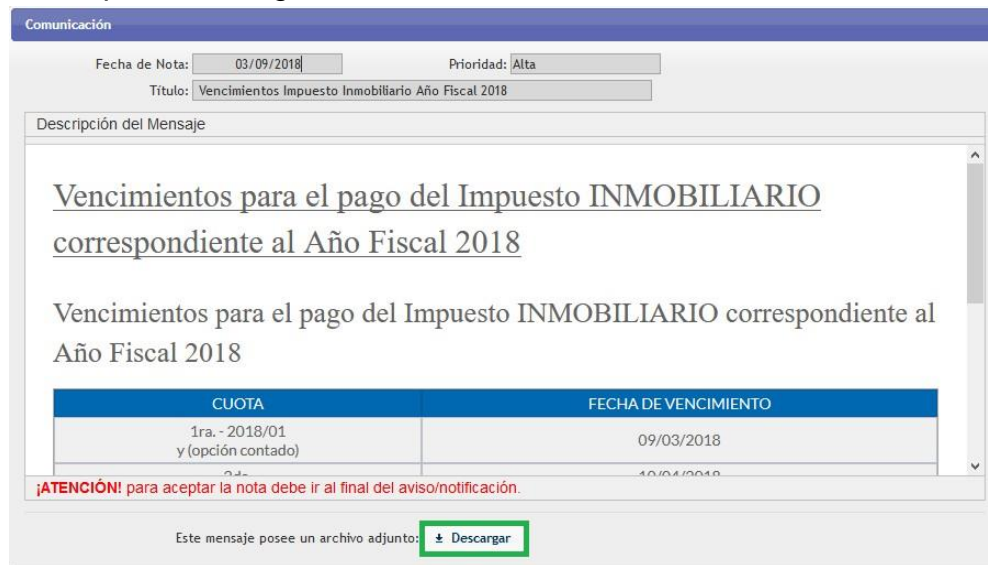 Comunicación
Fecha de Nota: 03/09/2018 Prioridad: Alta
Título: Vencimientos Impuesto Inmobiliario Año Fiscal 2018
Descripción del Mensaje
Vencimientos para el pago del Impuesto INMOBILIARIO
correspondiente al Año Fiscal 2018
Vencimientos para el pago del Impuesto INMOBILIARIO correspondiente al
Año Fiscal 2018
CUOTA FECHA DE VENCIMIENTO
1ra. - 2018/01
y (opción contado) 09/03/2018
¡ATENCIÓN! para aceptar la nota debe ir al final del aviso/notificación.
Este mensaje posee un archivo adjunto: Descargar